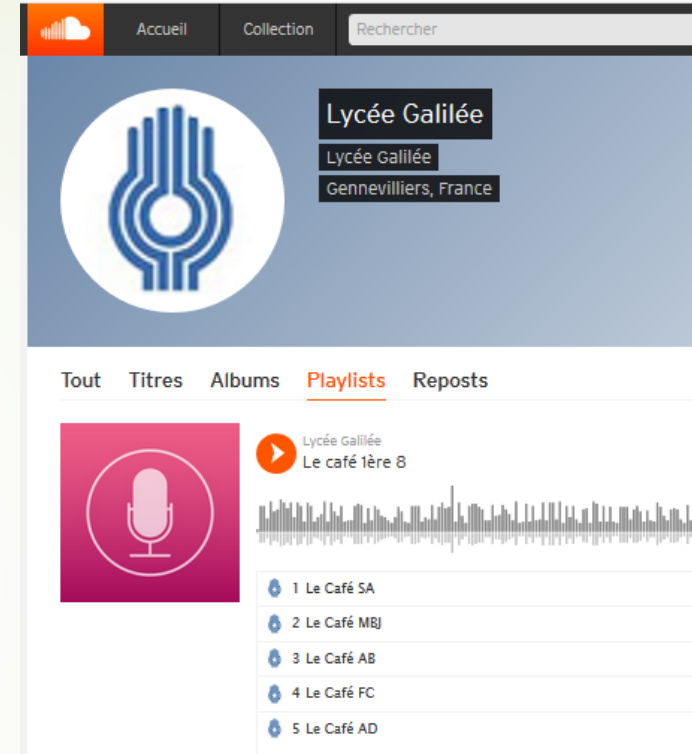 Accueil Collection Rechercher
Lycée Galilée
Lycée Galilée
Gennevilliers, France
Tout Titres Albums Playlists Reposts
Lycée Galilée
Le café 1ère 8
1 Le Café SA
2 Le Café MBJ
3 Le Café AB
4 Le Café FC
5 Le Café AD